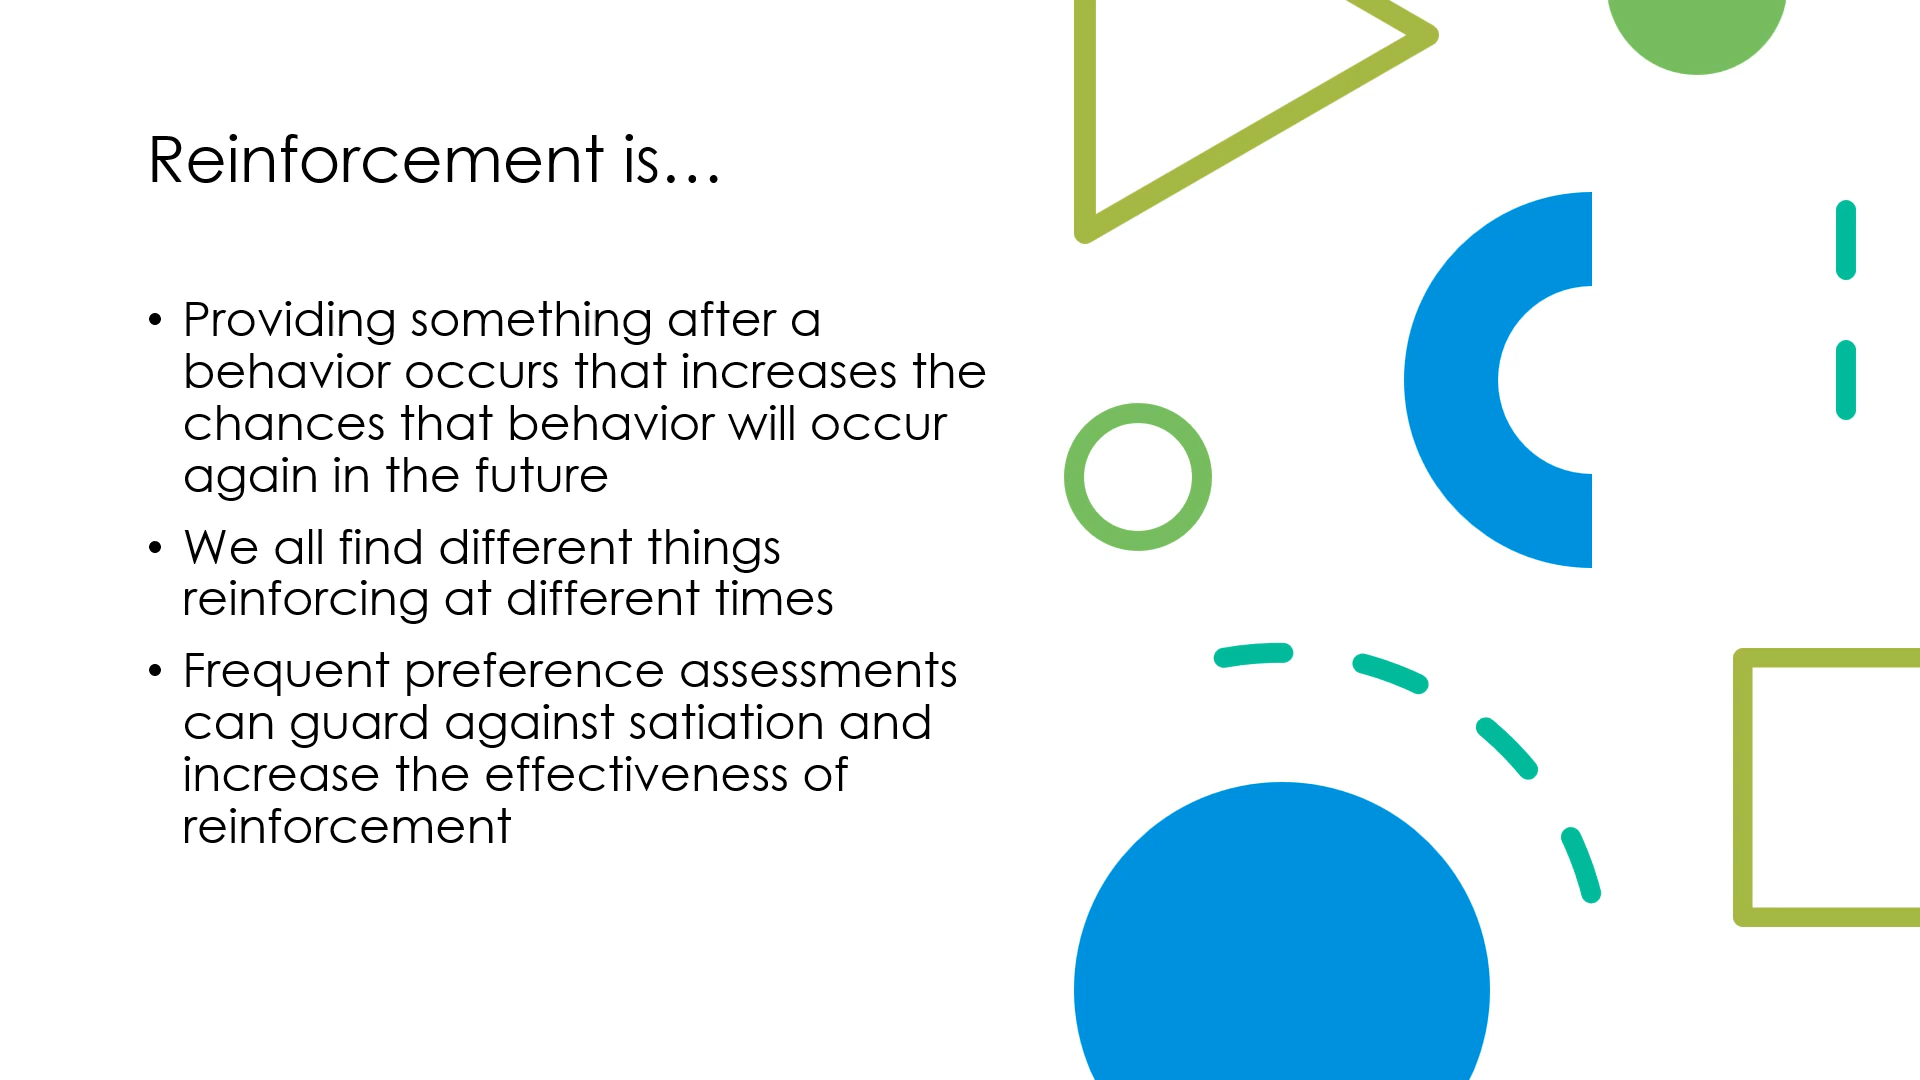 Reinforcement is…
• Providing something after a
behavior occurs that increases the
chances that behavior will occur
again in the future
• We all find different things
reinforcing at different times
• Frequent preference assessments
can guard against satiation and
increase the effectiveness of
reinforcement